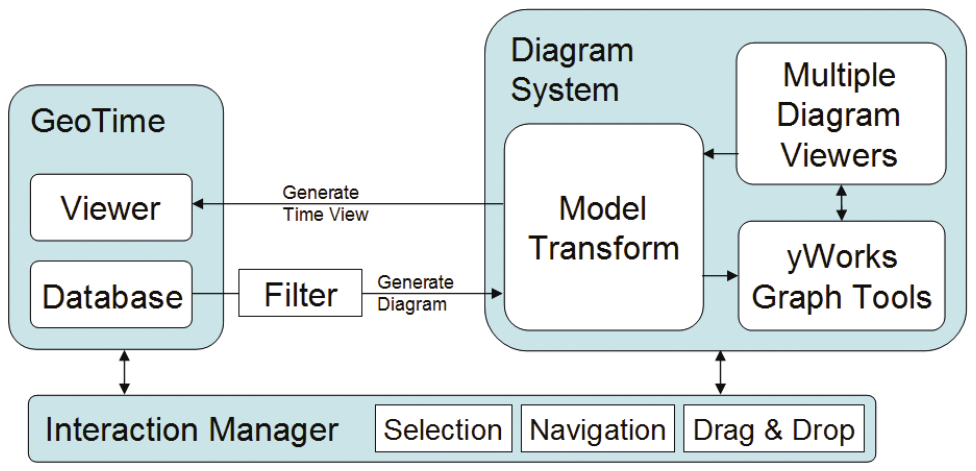 GeoTime
Viewer
Database
Generate
Time View
Filter
Generate
Diagram
Diagram
System
Model
Transform
Multiple
Diagram
Viewers
yWorks
Graph Tools
Interaction Manager
Selection
Navigation
Drag & Drop